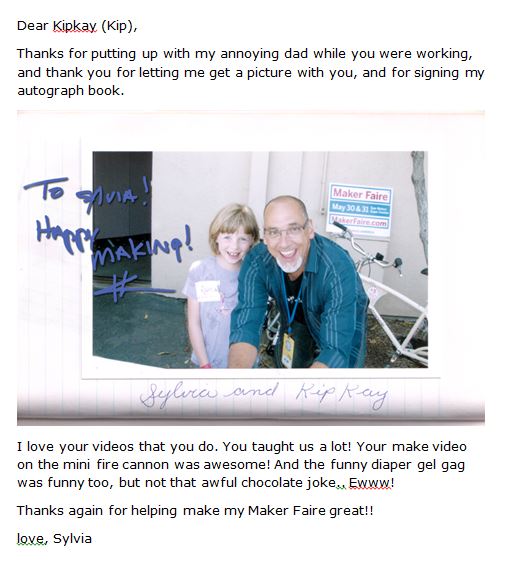 Dear Kipkay (Kip),
Thanks for putting up with my annoying dad while you were working,
and thank you for letting me get a picture with you, and for signing my
autograph book.
To Sylvia!
Happy
Making!
Maker Faire
May 30 & 31
MakerFaire.com
Sylvia and KipKay
I love your videos that you do. You taught us a lot! Your make video
on the mini fire cannon was awesome! And the funny diaper gel gag
was funny too, but not that awful chocolate joke.. Ewww!
Thanks again for helping make my Maker Faire great!!
love, Sylvia